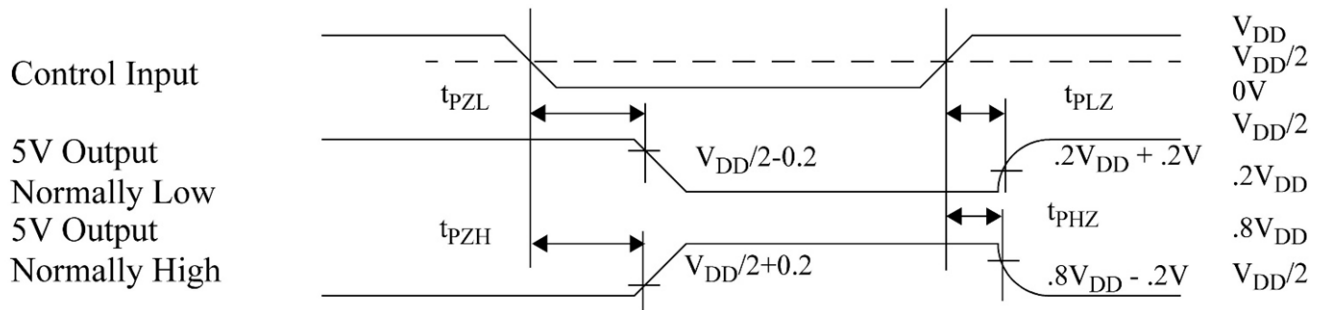 V_DD
Control Input
V_DD/2
t_PZL
t_PLZ
0V
V_DD/2
5V Output
V_DD/2-0.2
.2V_DD + .2V
Normally Low
.2V_DD
5V Output
t_PZH
t_PHZ
.8V_DD
Normally High
V_DD/2+0.2
.8V_DD - .2V
V_DD/2